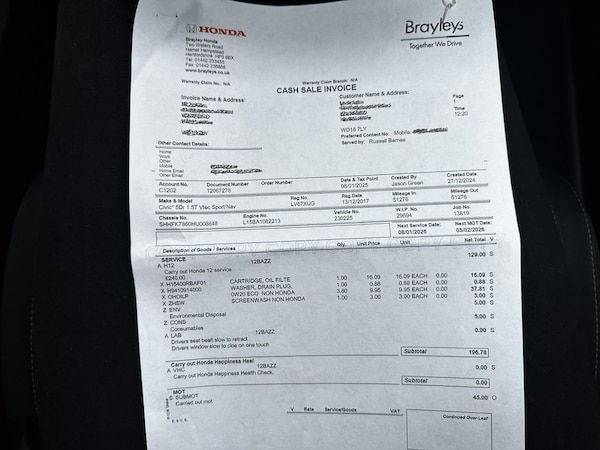 HONDA
Brayley Honda
Two Waters Road
Hemel Hempstead
Hertfordshire, HP3 9BX
Tel: 01442 233455
Fax: 01442 236668
www.brayleys.co.uk
Brayleys
Together We Drive
Warranty Claim No.: N/A
Warranty Claim Branch: N/A
CASH SALE INVOICE
Invoice Name & Address:
Customer Name & Address:
Page
1
Time
12:20
WD18 7LY
Preferred Contact No: Mobile:
Served by: Russell Barnes
Other Contact Details:
Home
Work
Other
Mobile
Home Email
Other Email
Account No. Document Number Order Number Date & Tax Point Created By Created Date
C1202 12067278 08/01/2025 Jason Green 27/12/2024
Make & Model Reg No. Reg Date Mileage In Mileage Out
Civic* 5Dr 1.5T Vtec Sport Nav LV67XUG 13/12/2017 51276 51276
Chassis No. Engine No. Vehicle No. W.I.P. No. Job No.
SHHFK7860HU008848 L15BA1082213 230225 29694 13819
Next Service Date: Next MOT Date:
08/01/2026 05/02/2025
Description of Goods / Services Qty. Unit Price Unit Net Total V
SERVICE
A H12 12BAZZ 129.00 S
Carry out Honda 12 service
£240.00
X H15400RBAF01 CARTRIDGE, OIL FILTE 1.00 16.09 16.09 EACH 0.00 16.09 S
X H9410914000 WASHER, DRAIN PLUG, 1.00 0.88 0.88 EACH 0.00 0.88 S
X OHOILP 0W20 ECO NON HONDA 3.80 9.95 9.95 EACH 0.00 37.81 S
X ZHSW SCREENWASH NON HONDA 1.00 3.00 3.00 EACH 0.00 3.00 S
Z ENV 5.00 S
Environmental Disposal
Z CONS 5.00 S
Consumables
A LAB 12BAZZ 0.00 S
Drivers seat bealt slow to retract
Drivers window slow to cloe on one touch
Subtotal 196.78
Carry out Honda Happiness Heal
A VHC 12BAZZ 0.00 S
Carry out Honda Happiness Health Check.
Subtotal 0.00
MOT
S SUBMOT 45.00 O
Carried out mot
V Rate Service/Goods VAT
Continued Over Leaf